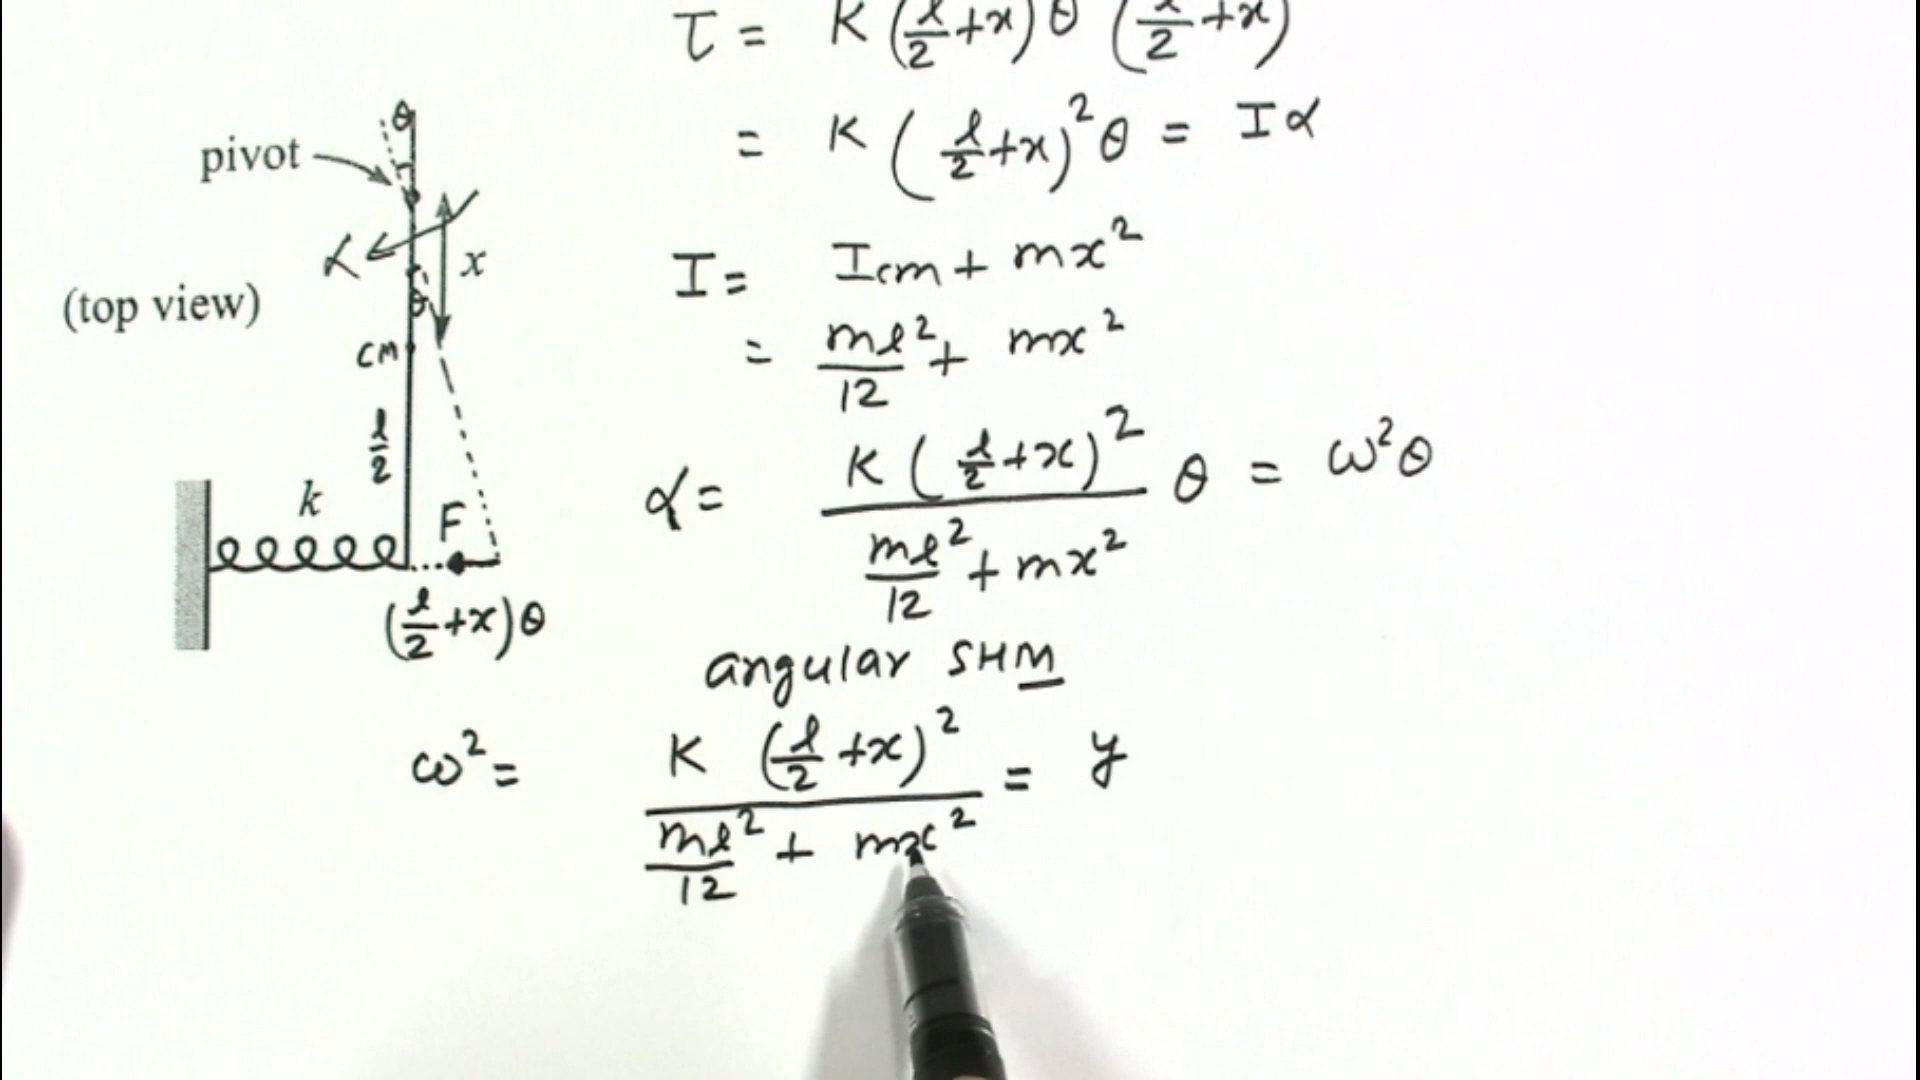 τ = K (l/2 + x) θ (l/2 + x)
= K (l/2 + x)² θ = I α
I = Icm + mx²
= ml²/12 + mx²
α = K (l/2 + x)² / (ml²/12 + mx²) θ = ω²θ
angular SHM
ω² = K (l/2 + x)² / (ml²/12 + mx²) = y
θ
pivot
α
x
(top view)
θ
CM
l/2
k
F
(l/2 + x) θ